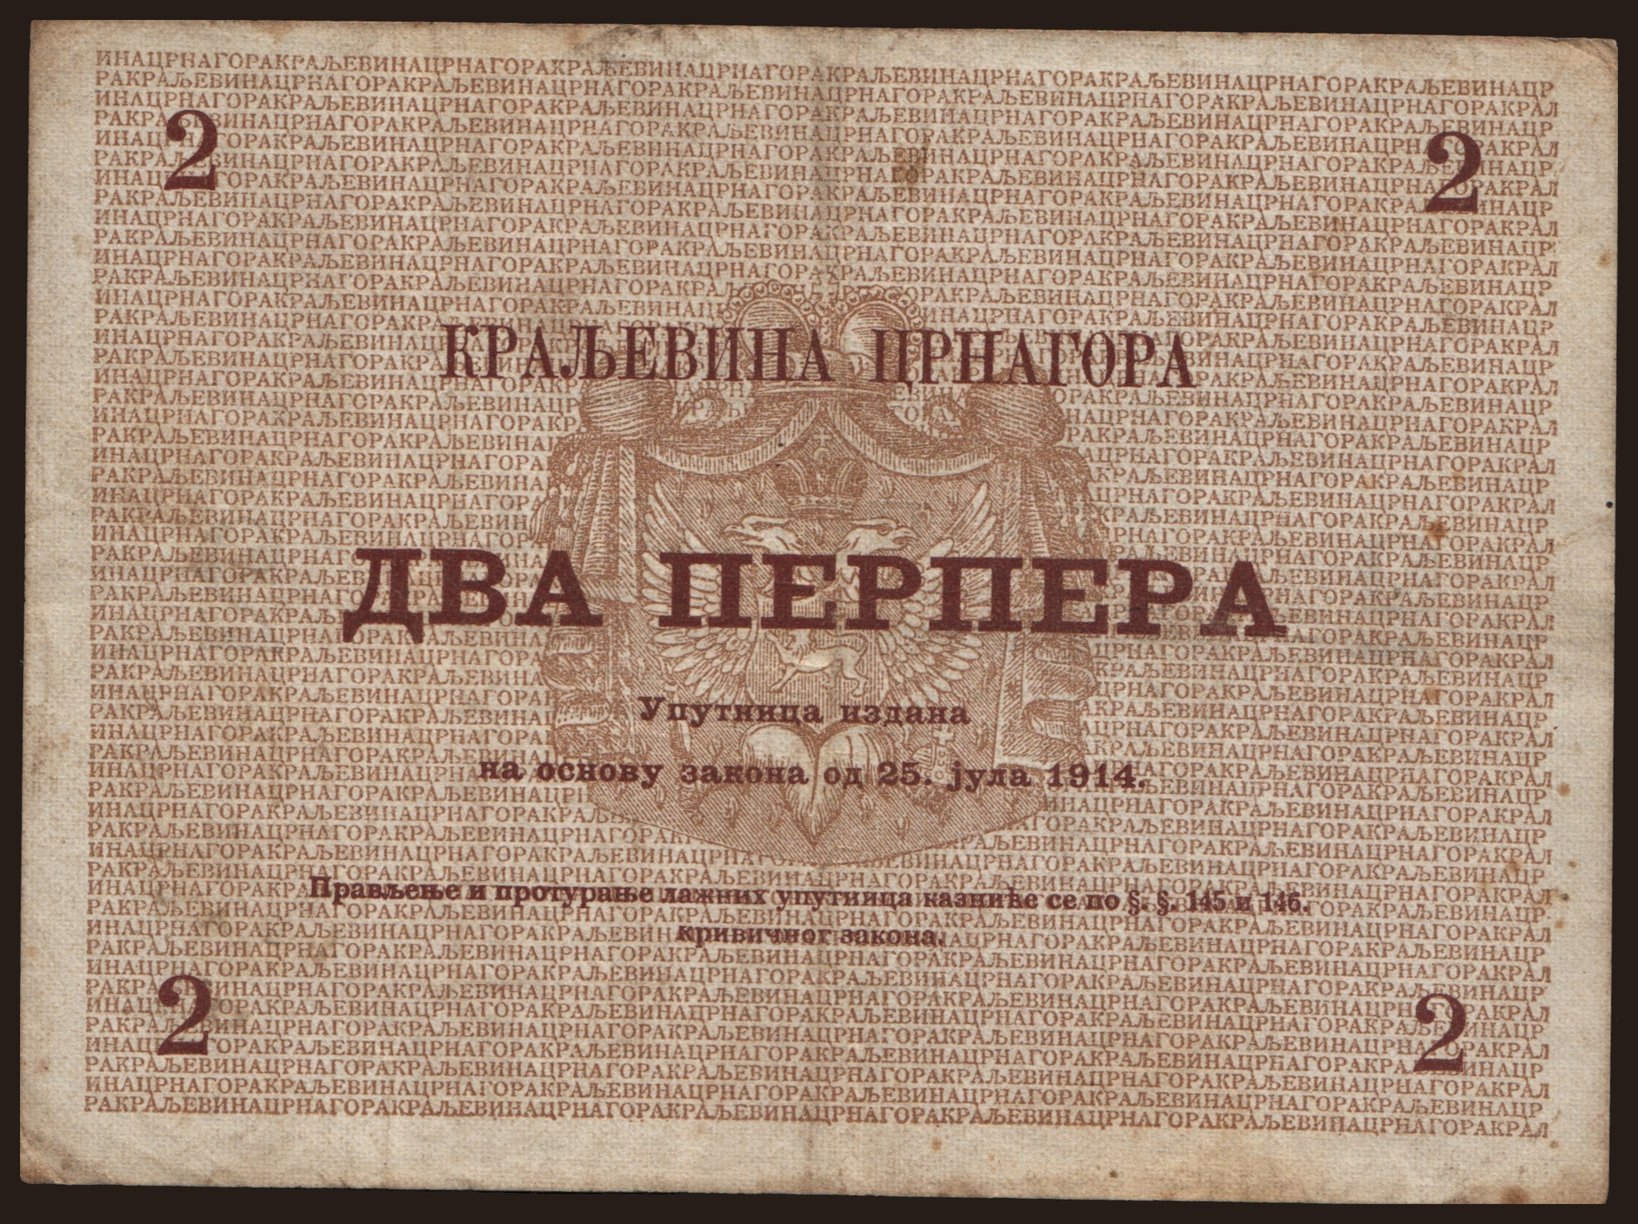 2 2
КРАЉЕВИНА ЦРНАГОРА
ДВА ПЕРПЕРА
Упутница издана
на основу закона од 25. јула 1914.
Прављење и протурање лажних упутница казниће се по §. §. 145 и 146.
кривичног закона.
2 2